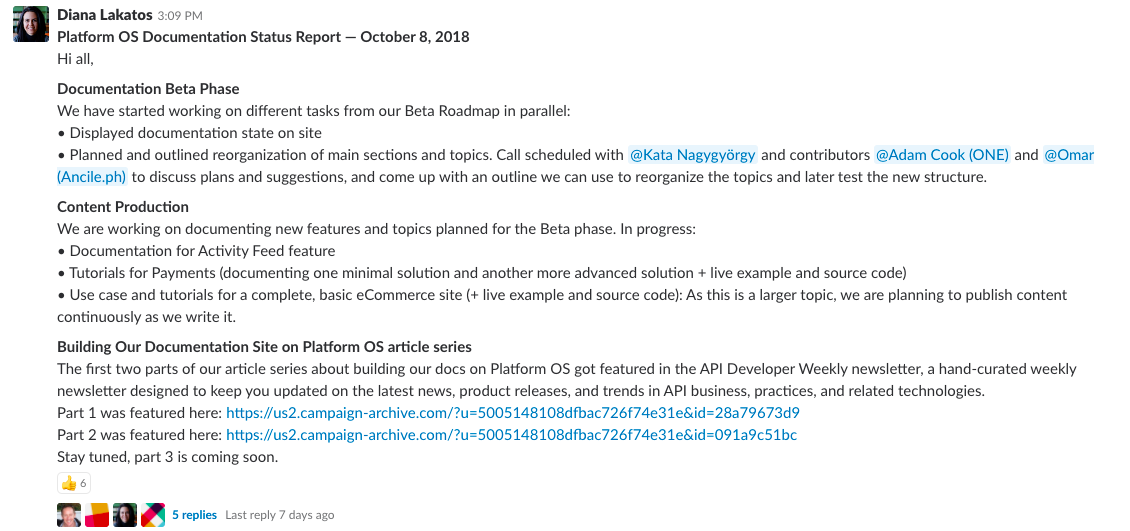 Diana Lakatos 3:09 PM
Platform OS Documentation Status Report — October 8, 2018
Hi all,
Documentation Beta Phase
We have started working on different tasks from our Beta Roadmap in parallel:
• Displayed documentation state on site
• Planned and outlined reorganization of main sections and topics. Call scheduled with @Kata Nagygyörgy and contributors @Adam Cook (ONE) and @Omar
(Ancile.ph) to discuss plans and suggestions, and come up with an outline we can use to reorganize the topics and later test the new structure.
Content Production
We are working on documenting new features and topics planned for the Beta phase. In progress:
• Documentation for Activity Feed feature
• Tutorials for Payments (documenting one minimal solution and another more advanced solution + live example and source code)
• Use case and tutorials for a complete, basic eCommerce site (+ live example and source code): As this is a larger topic, we are planning to publish content
continuously as we write it.
Building Our Documentation Site on Platform OS article series
The first two parts of our article series about building our docs on Platform OS got featured in the API Developer Weekly newsletter, a hand-curated weekly
newsletter designed to keep you updated on the latest news, product releases, and trends in API business, practices, and related technologies.
Part 1 was featured here: https://us2.campaign-archive.com/?u=5005148108dfbac726f74e31e&id=28a79673d9
Part 2 was featured here: https://us2.campaign-archive.com/?u=5005148108dfbac726f74e31e&id=091a9c51bc
Stay tuned, part 3 is coming soon.
6
5 replies Last reply 7 days ago